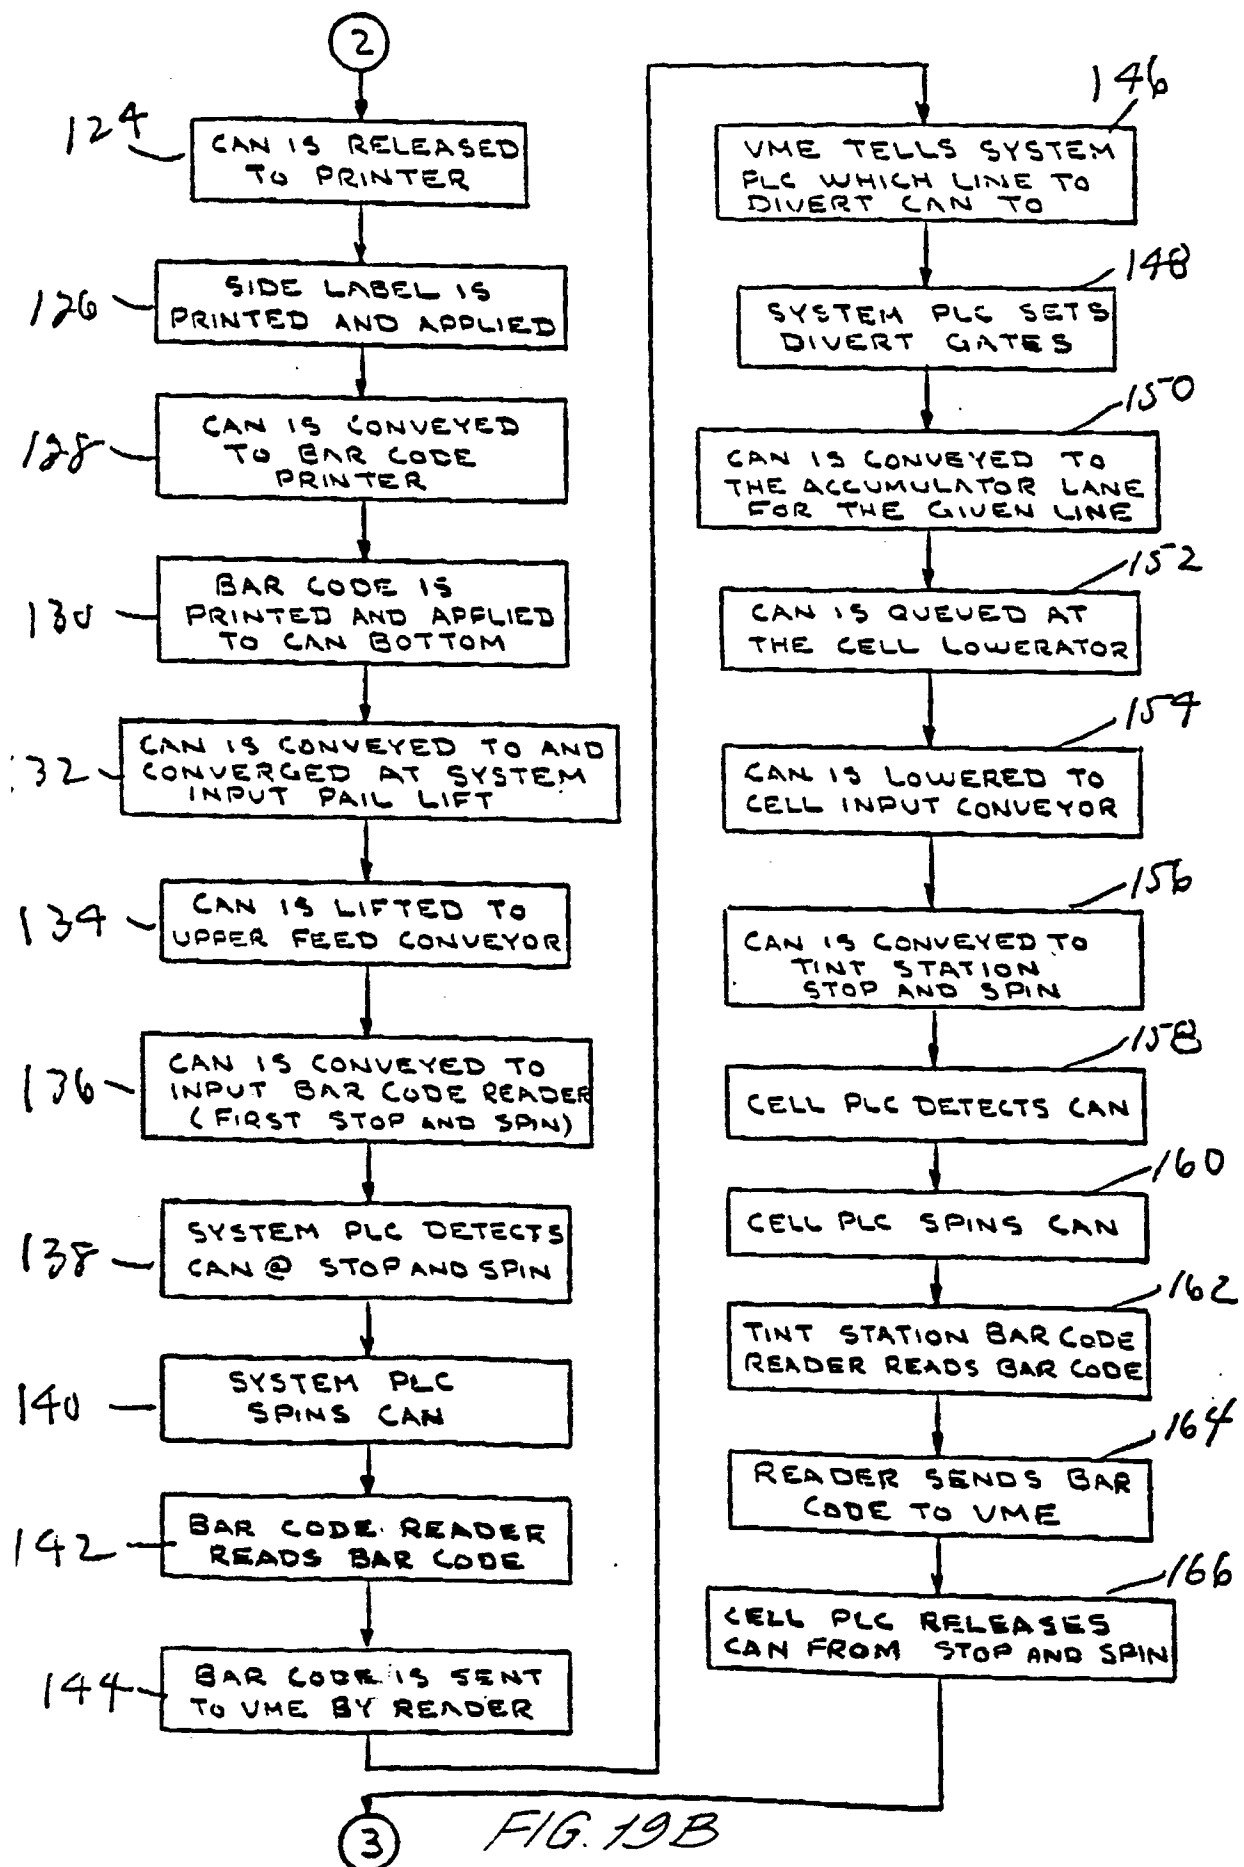 2
124
CAN IS RELEASED
TO PRINTER
126
SIDE LABEL IS
PRINTED AND APPLIED
128
CAN IS CONVEYED
TO BAR CODE
PRINTER
130
BAR CODE IS
PRINTED AND APPLIED
TO CAN BOTTOM
132
CAN IS CONVEYED TO AND
CONVERGED AT SYSTEM
INPUT PAIL LIFT
134
CAN IS LIFTED TO
UPPER FEED CONVEYOR
136
CAN IS CONVEYED TO
INPUT BAR CODE READER
(FIRST STOP AND SPIN)
138
SYSTEM PLC DETECTS
CAN @ STOP AND SPIN
140
SYSTEM PLC
SPINS CAN
142
BAR CODE READER
READS BAR CODE
144
BAR CODE IS SENT
TO VME BY READER
146
VME TELLS SYSTEM
PLC WHICH LINE TO
DIVERT CAN TO
148
SYSTEM PLC SETS
DIVERT GATES
150
CAN IS CONVEYED TO
THE ACCUMULATOR LANE
FOR THE GIVEN LINE
152
CAN IS QUEUED AT
THE CELL LOWERATOR
154
CAN IS LOWERED TO
CELL INPUT CONVEYOR
156
CAN IS CONVEYED TO
TINT STATION
STOP AND SPIN
158
CELL PLC DETECTS CAN
160
CELL PLC SPINS CAN
162
TINT STATION BAR CODE
READER READS BAR CODE
164
READER SENDS BAR
CODE TO VME
166
CELL PLC RELEASES
CAN FROM STOP AND SPIN
3
FIG. 19B